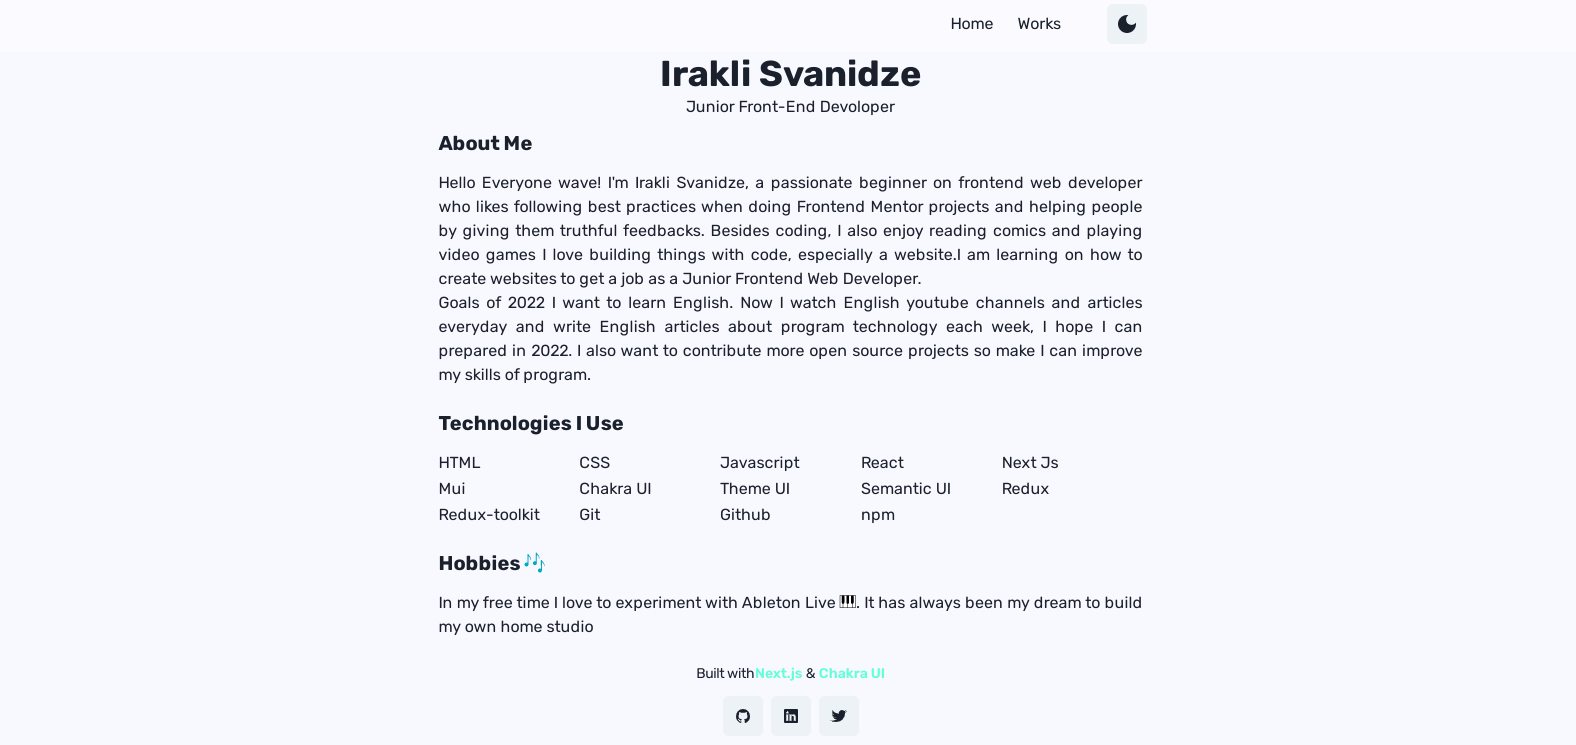 Home Works
Irakli Svanidze
Junior Front-End Devoloper
About Me
Hello Everyone wave! I'm Irakli Svanidze, a passionate beginner on frontend web developer
who likes following best practices when doing Frontend Mentor projects and helping people
by giving them truthful feedbacks. Besides coding, I also enjoy reading comics and playing
video games I love building things with code, especially a website.I am learning on how to
create websites to get a job as a Junior Frontend Web Developer.
Goals of 2022 I want to learn English. Now I watch English youtube channels and articles
everyday and write English articles about program technology each week, I hope I can
prepared in 2022. I also want to contribute more open source projects so make I can improve
my skills of program.
Technologies I Use
HTML CSS Javascript React Next Js
Mui Chakra UI Theme UI Semantic UI Redux
Redux-toolkit Git Github npm
Hobbies 🎶
In my free time I love to experiment with Ableton Live 🎹. It has always been my dream to build
my own home studio
Built withNext.js & Chakra UI